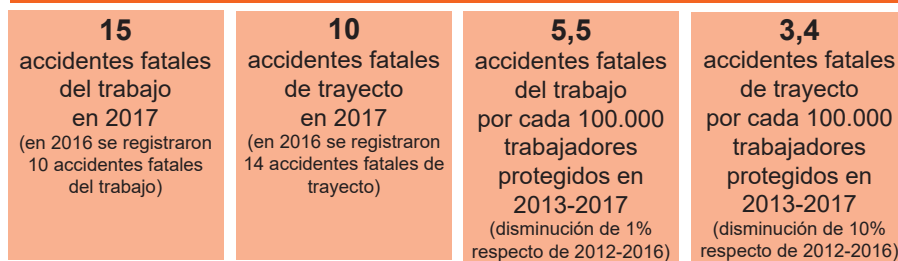 15
accidentes fatales
del trabajo
en 2017
(en 2016 se registraron
10 accidentes fatales
del trabajo)
10
accidentes fatales
de trayecto
en 2017
(en 2016 se registraron
14 accidentes fatales de
trayecto)
5,5
accidentes fatales
del trabajo
por cada 100.000
trabajadores
protegidos en
2013-2017
(disminución de 1%
respecto de 2012-2016)
3,4
accidentes fatales
de trayecto
por cada 100.000
trabajadores
protegidos en
2013-2017
(disminución de 10%
respecto de 2012-2016)